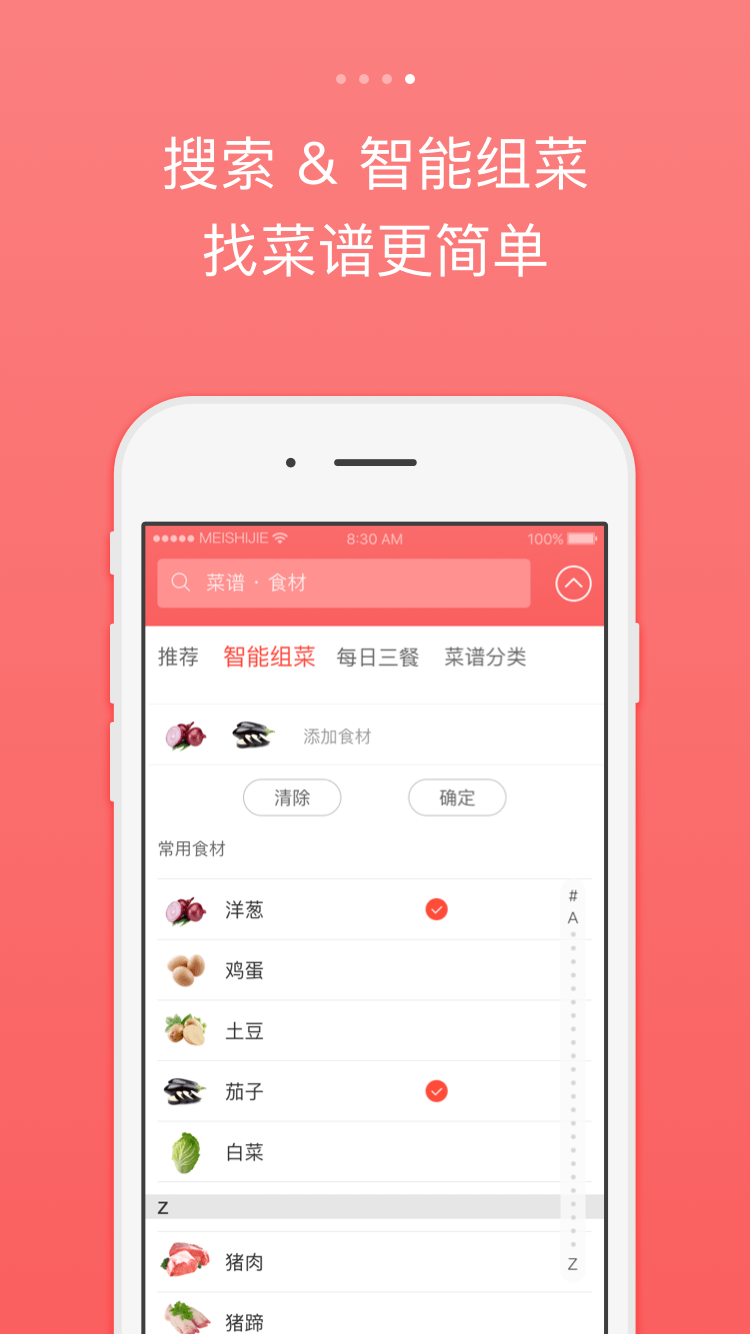 搜索 & 智能组菜
找菜谱更简单
MEISHIJIE 8:30 AM 100%
菜谱 · 食材
推荐 智能组菜 每日三餐 菜谱分类
添加食材
清除 确定
常用食材
#
洋葱
A
鸡蛋
土豆
茄子
白菜
Z
猪肉
Z
猪蹄